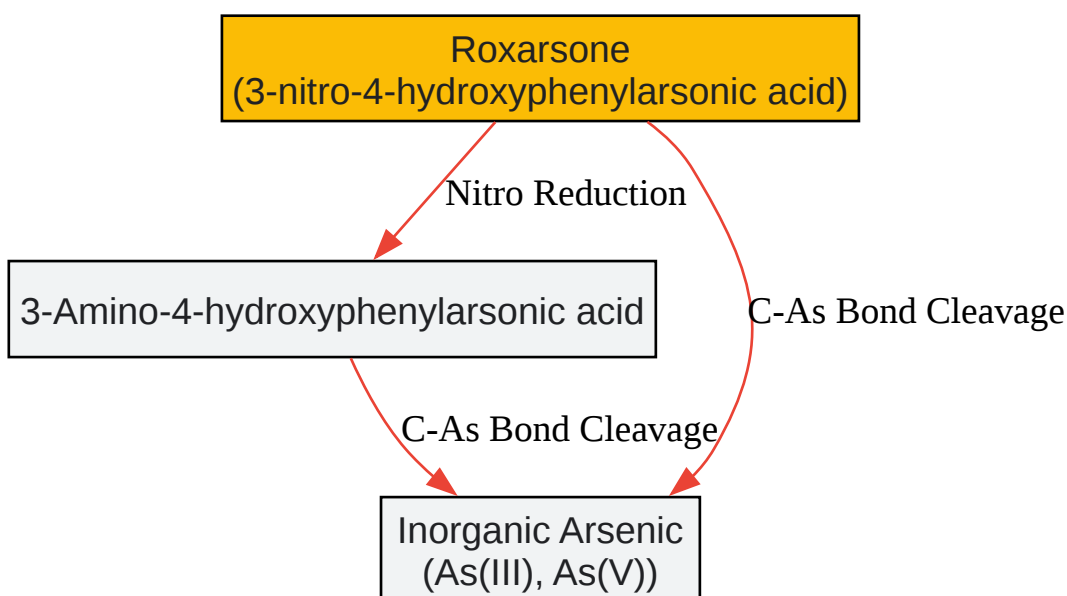 Roxarsone
(3-nitro-4-hydroxyphenylarsonic acid)
Nitro Reduction
3-Amino-4-hydroxyphenylarsonic acid
C-As Bond Cleavage
C-As Bond Cleavage
Inorganic Arsenic
(As(III), As(V))